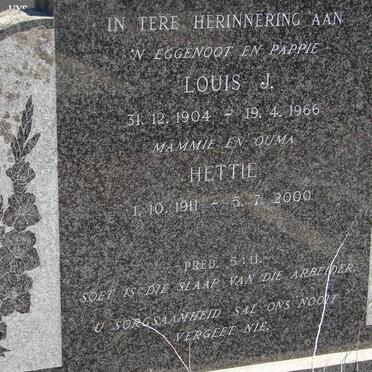 UYS
IN TERE HERINNERING AAN
'N EGGENOOT EN PAPPIE
LOUIS J.
31. 12. 1904 - 19. 4. 1966
MAMMIE EN OUMA
HETTIE
1. 10. 1911 - 5. 7. 2000
PRED. 5:11.
SOET IS DIE SLAAP VAN DIE ARBEIDER.
U SORGSAAMHEID SAL ONS NOOIT
VERGEET NIE.